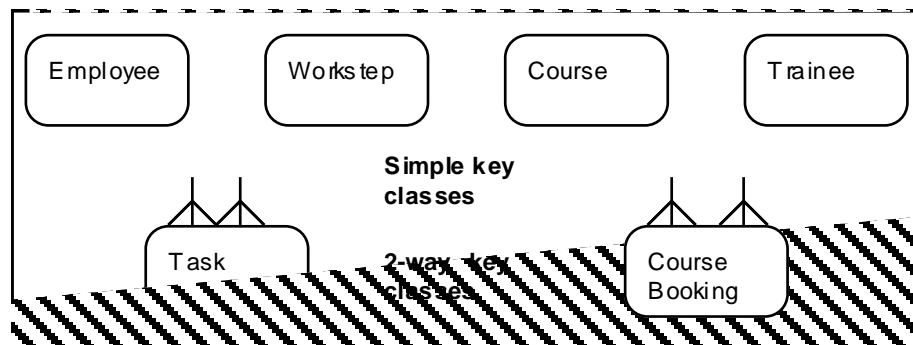 Employee
Workstep
Course
Trainee
Simple key
classes
Task
2-way key
classes
Course
Booking